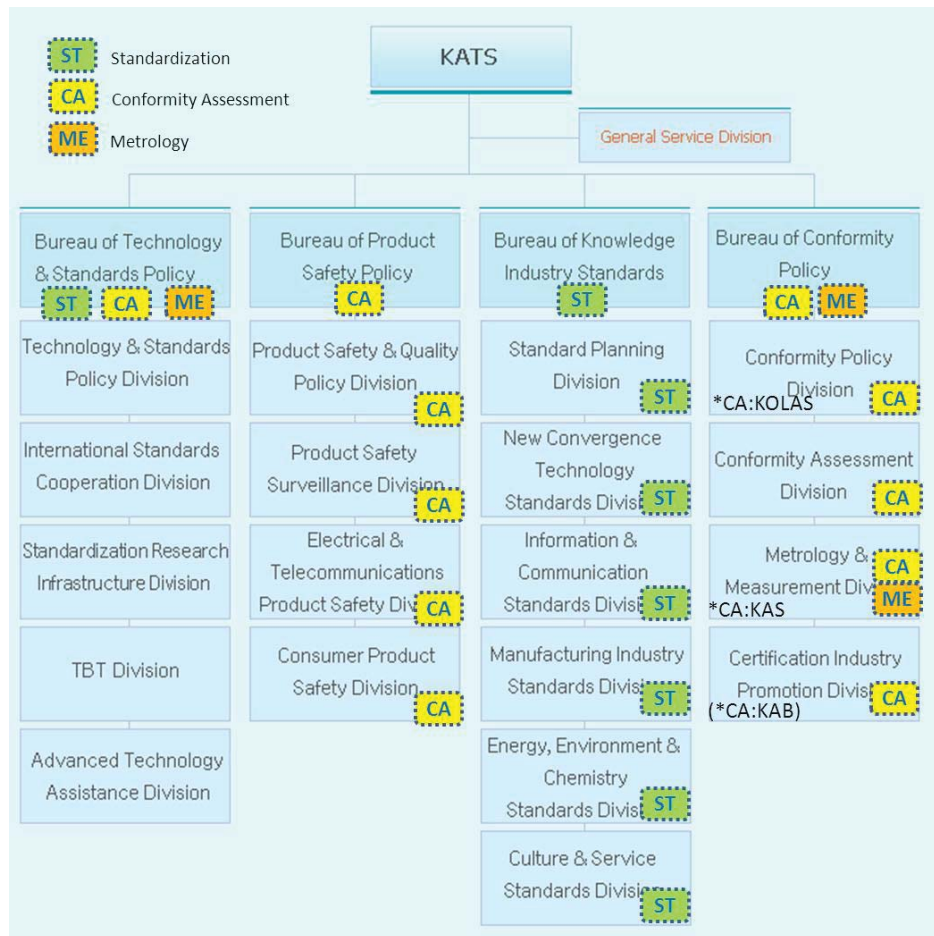 ST Standardization
CA Conformity Assessment
ME Metrology
KATS
General Service Division
Bureau of Technology
& Standards Policy
ST CA ME
Technology & Standards
Policy Division
International Standards
Cooperation Division
Standardization Research
Infrastructure Division
TBT Division
Advanced Technology
Assistance Division
Bureau of Product
Safety Policy
CA
Product Safety & Quality
Policy Division
CA
Product Safety
Surveillance Division
CA
Electrical &
Telecommunications
Product Safety Div
CA
Consumer Product
Safety Division
CA
Bureau of Knowledge
Industry Standards
ST
Standard Planning
Division
ST
New Convergence
Technology
Standards Divis
ST
Information &
Communication
Standards Divis
ST
Manufacturing Industry
Standards Divis
ST
Energy, Environment &
Chemistry
Standards Divis
ST
Culture & Service
Standards Division
ST
Bureau of Conformity
Policy
CA ME
Conformity Policy
Division
*CA:KOLAS
CA
Conformity Assessment
Division
CA
Metrology &
Measurement Div
*CA:KAS
CA
ME
Certification Industry
Promotion Divis
(*CA:KAB)
CA